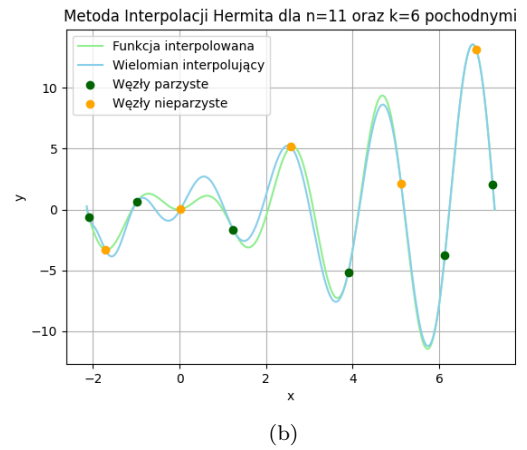 Metoda Interpolacji Hermita dla n=11 oraz k=6 pochodnymi
Funkcja interpolowana
Wielomian interpolujący
Węzły parzyste
Węzły nieparzyste
10
5
0
−5
−10
y
−2 0 2 4 6
x
(b)